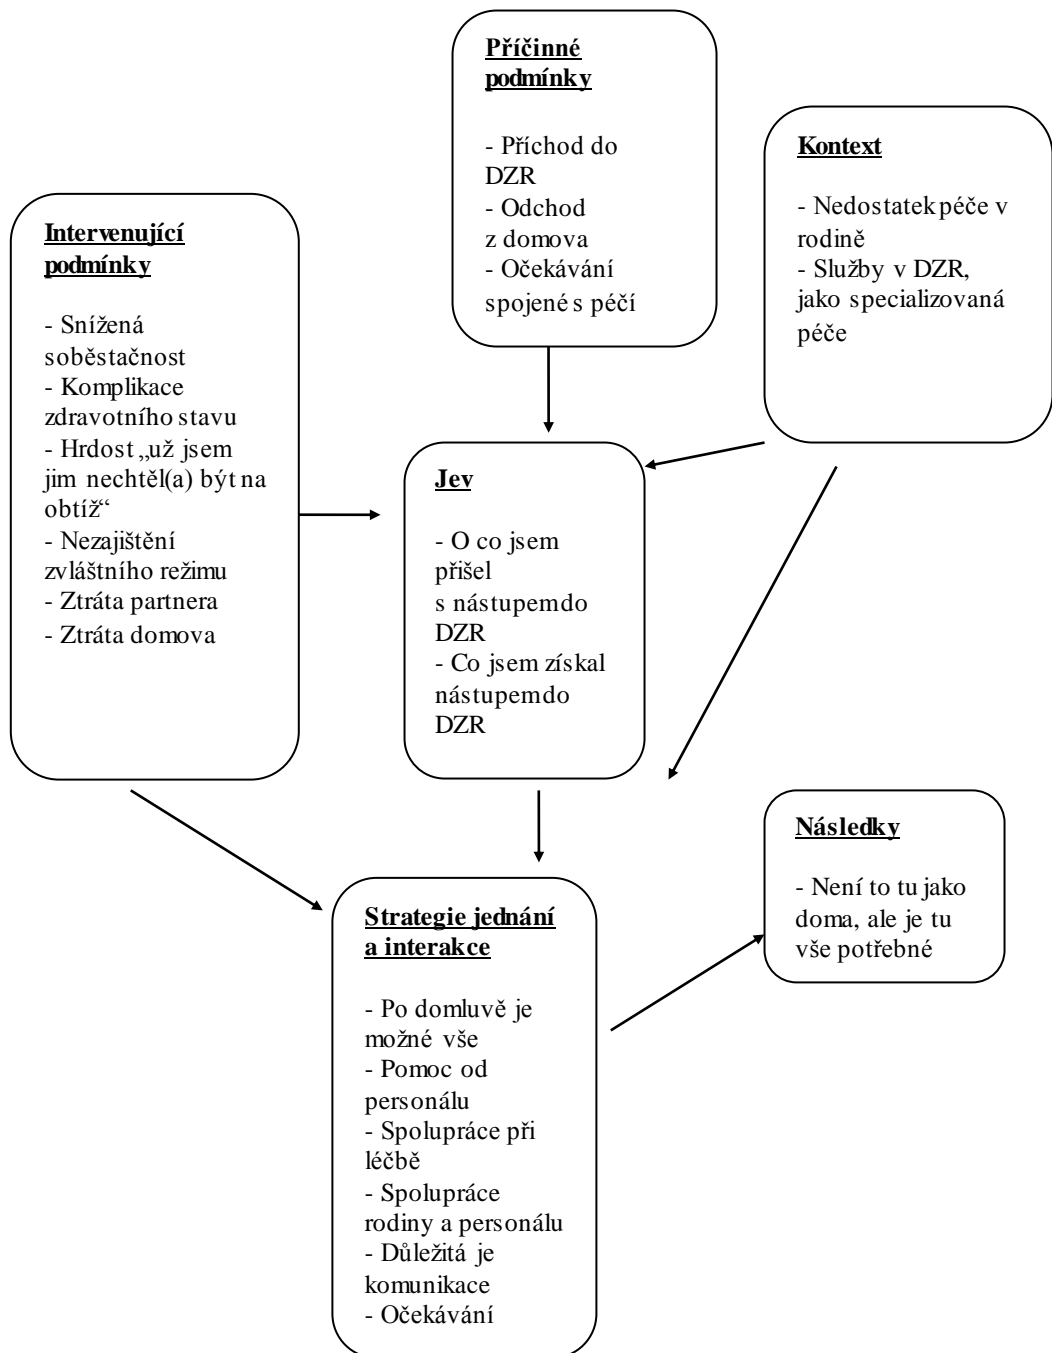 Příčinné
podmínky
- Příchod do
DZR
- Odchod
z domova
- Očekávání
spojené s péčí
Kontext
- Nedostatek péče v
rodině
- Služby v DZR,
jako specializovaná
péče
Intervenující
podmínky
- Snížená
soběstačnost
- Komplikace
zdravotního stavu
- Hrdost „už jsem
jim nechtěl(a) být na
obtíž“
- Nezajištění
zvláštního režimu
- Ztráta partnera
- Ztráta domova
Jev
- O co jsem
přišel
s nástupem do
DZR
- Co jsem získal
nástupem do
DZR
Následky
- Není to tu jako
doma, ale je tu
vše potřebné
Strategie jednání
a interakce
- Po domluvě je
možné vše
- Pomoc od
personálu
- Spolupráce při
léčbě
- Spolupráce
rodiny a personálu
- Důležitá je
komunikace
- Očekávání